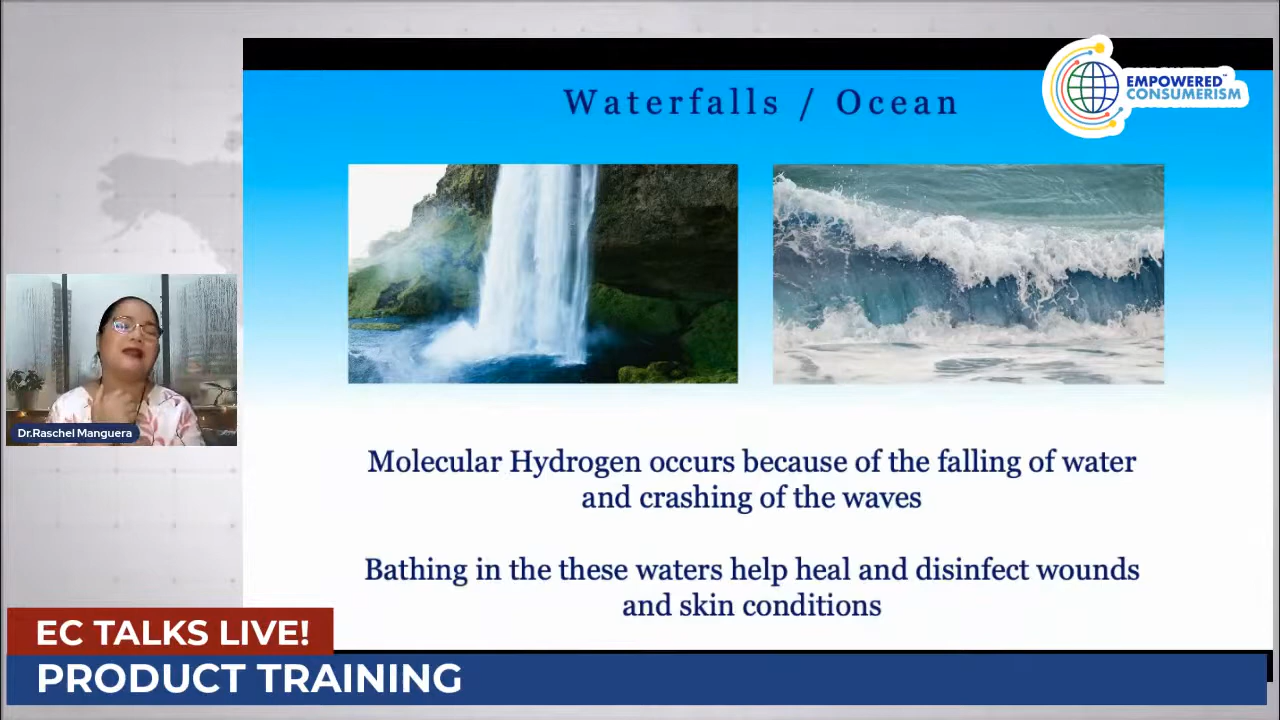 Waterfalls / Ocean
EMPOWERED™
CONSUMERISM
Dr.Raschel Manguera
Molecular Hydrogen occurs because of the falling of water
and crashing of the waves
Bathing in the these waters help heal and disinfect wounds
and skin conditions
EC TALKS LIVE!
PRODUCT TRAINING